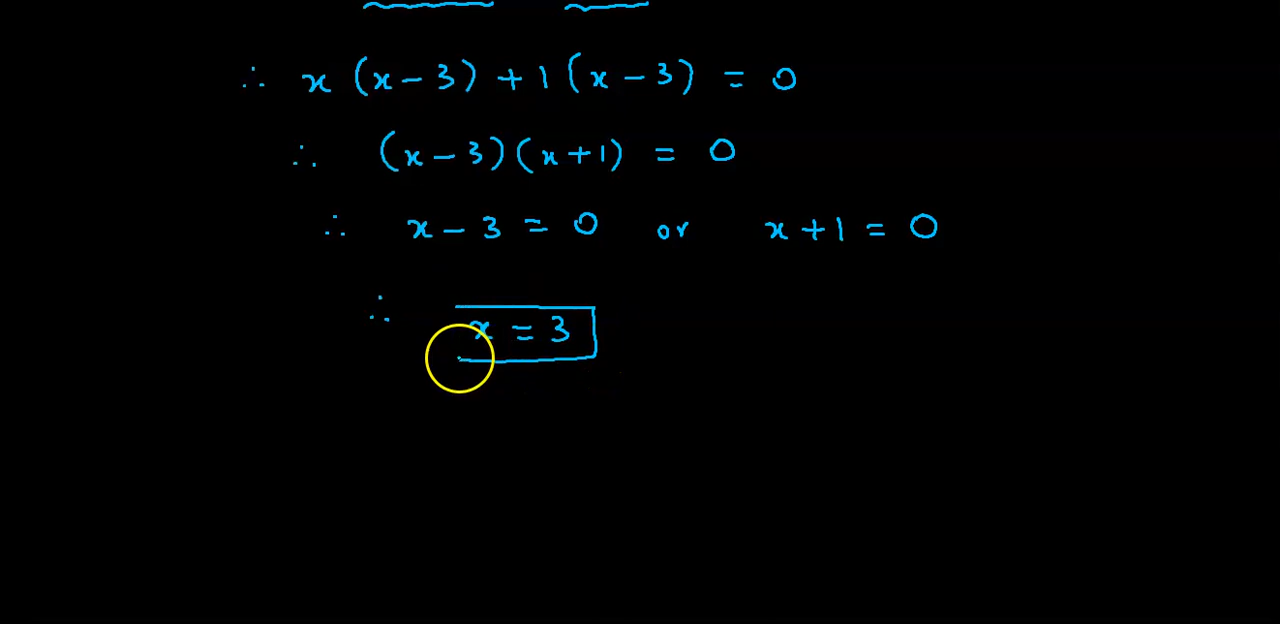 ∴ x (x - 3) + 1 (x - 3) = 0
∴ (x - 3)(x + 1) = 0
∴ x - 3 = 0 or x + 1 = 0
∴ x = 3